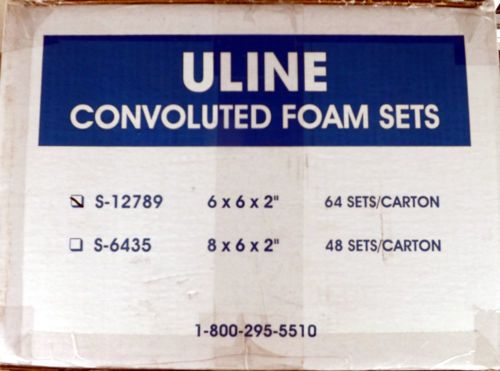 ULINE
CONVOLUTED FOAM SETS
S-12789 6 x 6 x 2" 64 SETS/CARTON
S-6435 8 x 6 x 2" 48 SETS/CARTON
1-800-295-5510